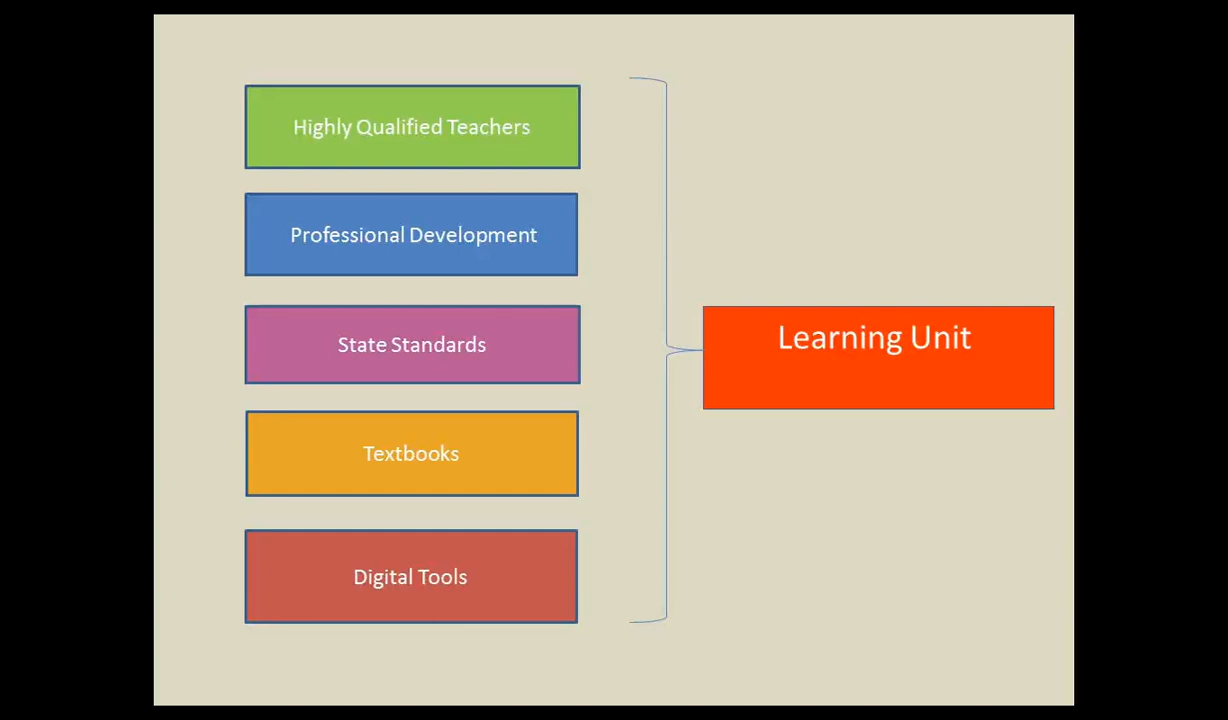 Highly Qualified Teachers
Professional Development
State Standards
Textbooks
Digital Tools
Learning Unit